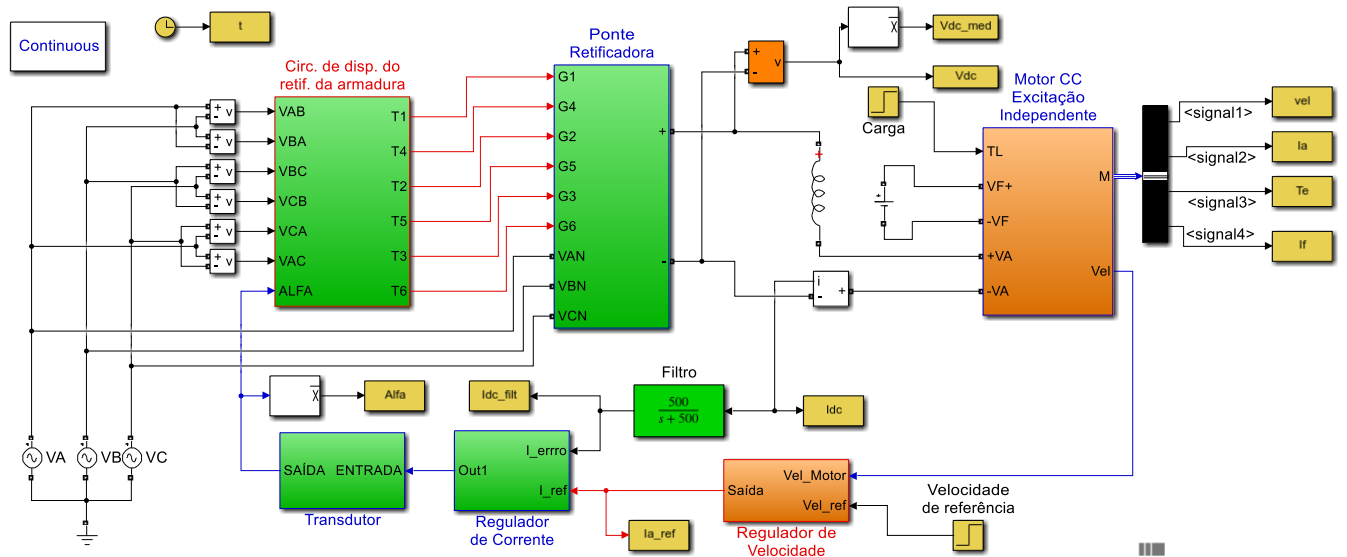 Continuous
t
Circ. de disp. do
retif. da armadura
VAB
VBA
VBC
VCB
VCA
VAC
ALFA
T1
T4
T2
T5
T3
T6
+
-
v
+
-
v
+
-
v
+
-
v
+
-
v
+
-
v
Ponte
Retificadora
G1
G4
G2
G5
G3
G6
VAN
VBN
VCN
+
-
+
-
v
x
Vdc_med
Vdc
Carga
+
i
-
+
Motor CC
Excitação
Independente
TL
VF+
-VF
+VA
-VA
M
Vel
<signal1>
<signal2>
<signal3>
<signal4>
vel
Ia
Te
If
VA
VB
VC
x
Alfa
Idc_filt
Filtro
500
s + 500
Idc
SAÍDA
ENTRADA
Transdutor
Out1
I_errro
I_ref
Regulador
de Corrente
Ia_ref
Saída
Vel_Motor
Vel_ref
Regulador de
Velocidade
Velocidade
de referência